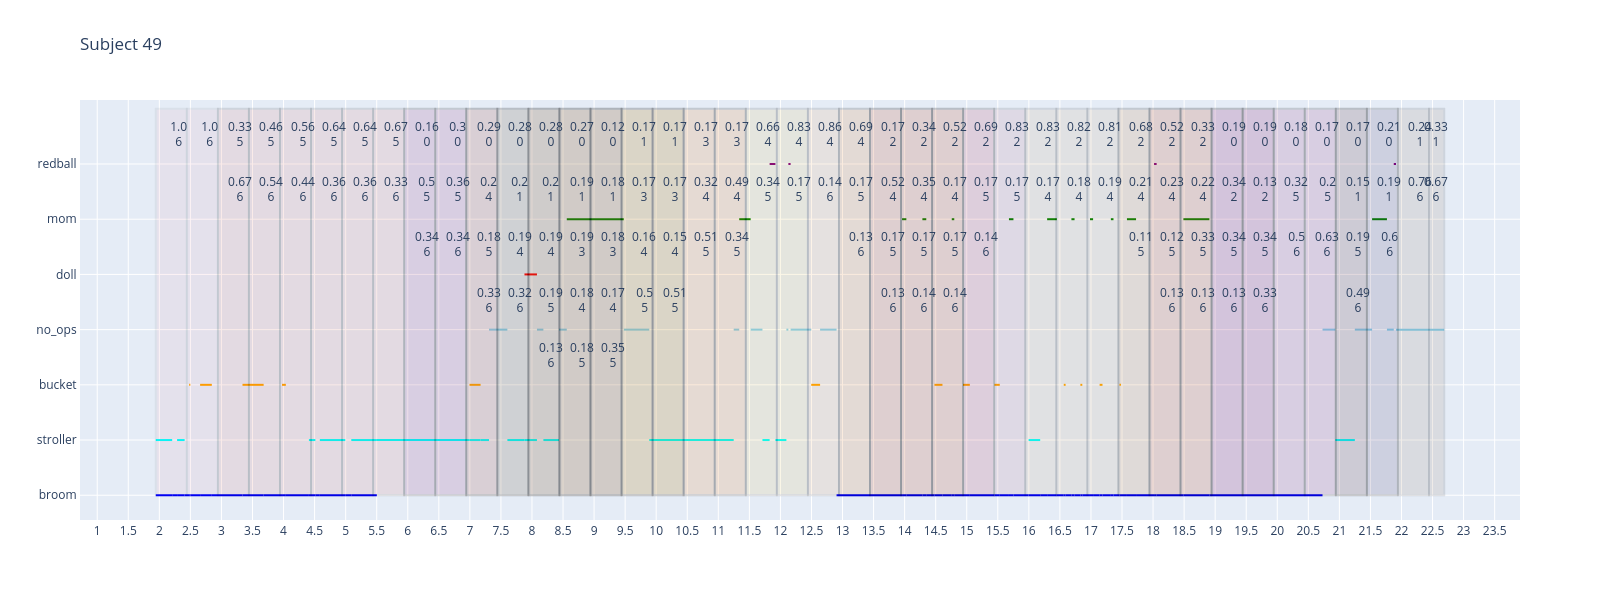 Subject 49
1.0 1.0 0.33 0.46 0.56 0.64 0.64 0.67 0.16 0.3 0.29 0.28 0.28 0.27 0.12 0.17 0.17 0.17 0.17 0.66 0.83 0.86 0.69 0.17 0.34 0.52 0.69 0.83 0.83 0.82 0.81 0.68 0.52 0.33 0.19 0.19 0.18 0.17 0.17 0.21 0.24 0.33
6 6 5 5 5 5 5 5 0 0 0 0 0 0 0 1 1 3 3 4 4 4 4 2 2 2 2 2 2 2 2 2 2 2 0 0 0 0 0 0 1 1
redball
0.67 0.54 0.44 0.36 0.36 0.33 0.5 0.36 0.2 0.2 0.2 0.19 0.18 0.17 0.17 0.32 0.49 0.34 0.17 0.14 0.17 0.52 0.35 0.17 0.17 0.17 0.17 0.18 0.19 0.21 0.23 0.22 0.34 0.13 0.32 0.2 0.15 0.19 0.76 0.67
6 6 6 6 6 6 5 5 4 1 1 1 1 3 3 4 4 5 5 6 5 4 4 4 5 5 4 4 4 4 4 4 2 2 5 5 1 1 6 6
mom
0.34 0.34 0.18 0.19 0.19 0.19 0.18 0.16 0.15 0.51 0.34 0.13 0.17 0.17 0.17 0.14 0.11 0.12 0.33 0.34 0.34 0.5 0.63 0.19 0.6
6 6 5 4 4 3 3 4 4 5 5 6 5 5 5 6 5 5 5 5 5 6 6 5 6
doll
0.33 0.32 0.19 0.18 0.17 0.5 0.51 0.13 0.14 0.14 0.13 0.13 0.13 0.33 0.49
6 6 5 4 4 5 5 6 6 6 6 6 6 6 6
no_ops
0.13 0.18 0.35
6 5 5
bucket
stroller
broom
1 1.5 2 2.5 3 3.5 4 4.5 5 5.5 6 6.5 7 7.5 8 8.5 9 9.5 10 10.5 11 11.5 12 12.5 13 13.5 14 14.5 15 15.5 16 16.5 17 17.5 18 18.5 19 19.5 20 20.5 21 21.5 22 22.5 23 23.5